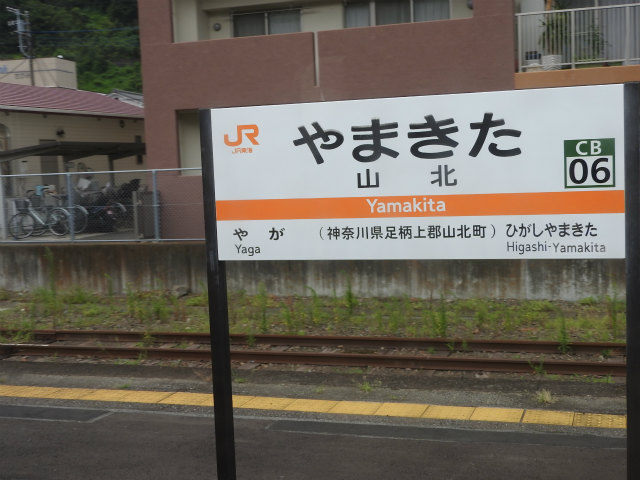 JR
JR東海
やまきた
山北
CB
06
Yamakita
やが (神奈川県足柄上郡山北町) ひがしやまきた
Yaga Higashi-Yamakita